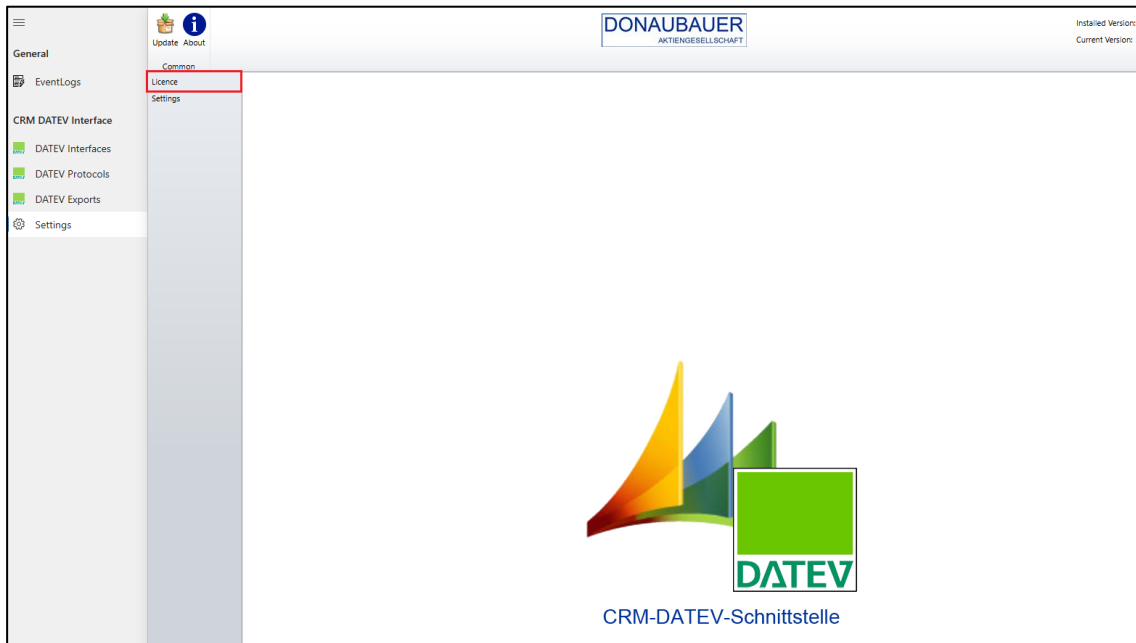 General
EventLogs
CRM DATEV Interface
DATEV Interfaces
DATEV Protocols
DATEV Exports
Settings
Update About
Common
Licence
Settings
DONAUBAUER
AKTIENGESELLSCHAFT
Installed Version:
Current Version:
DATEV
CRM-DATEV-Schnittstelle